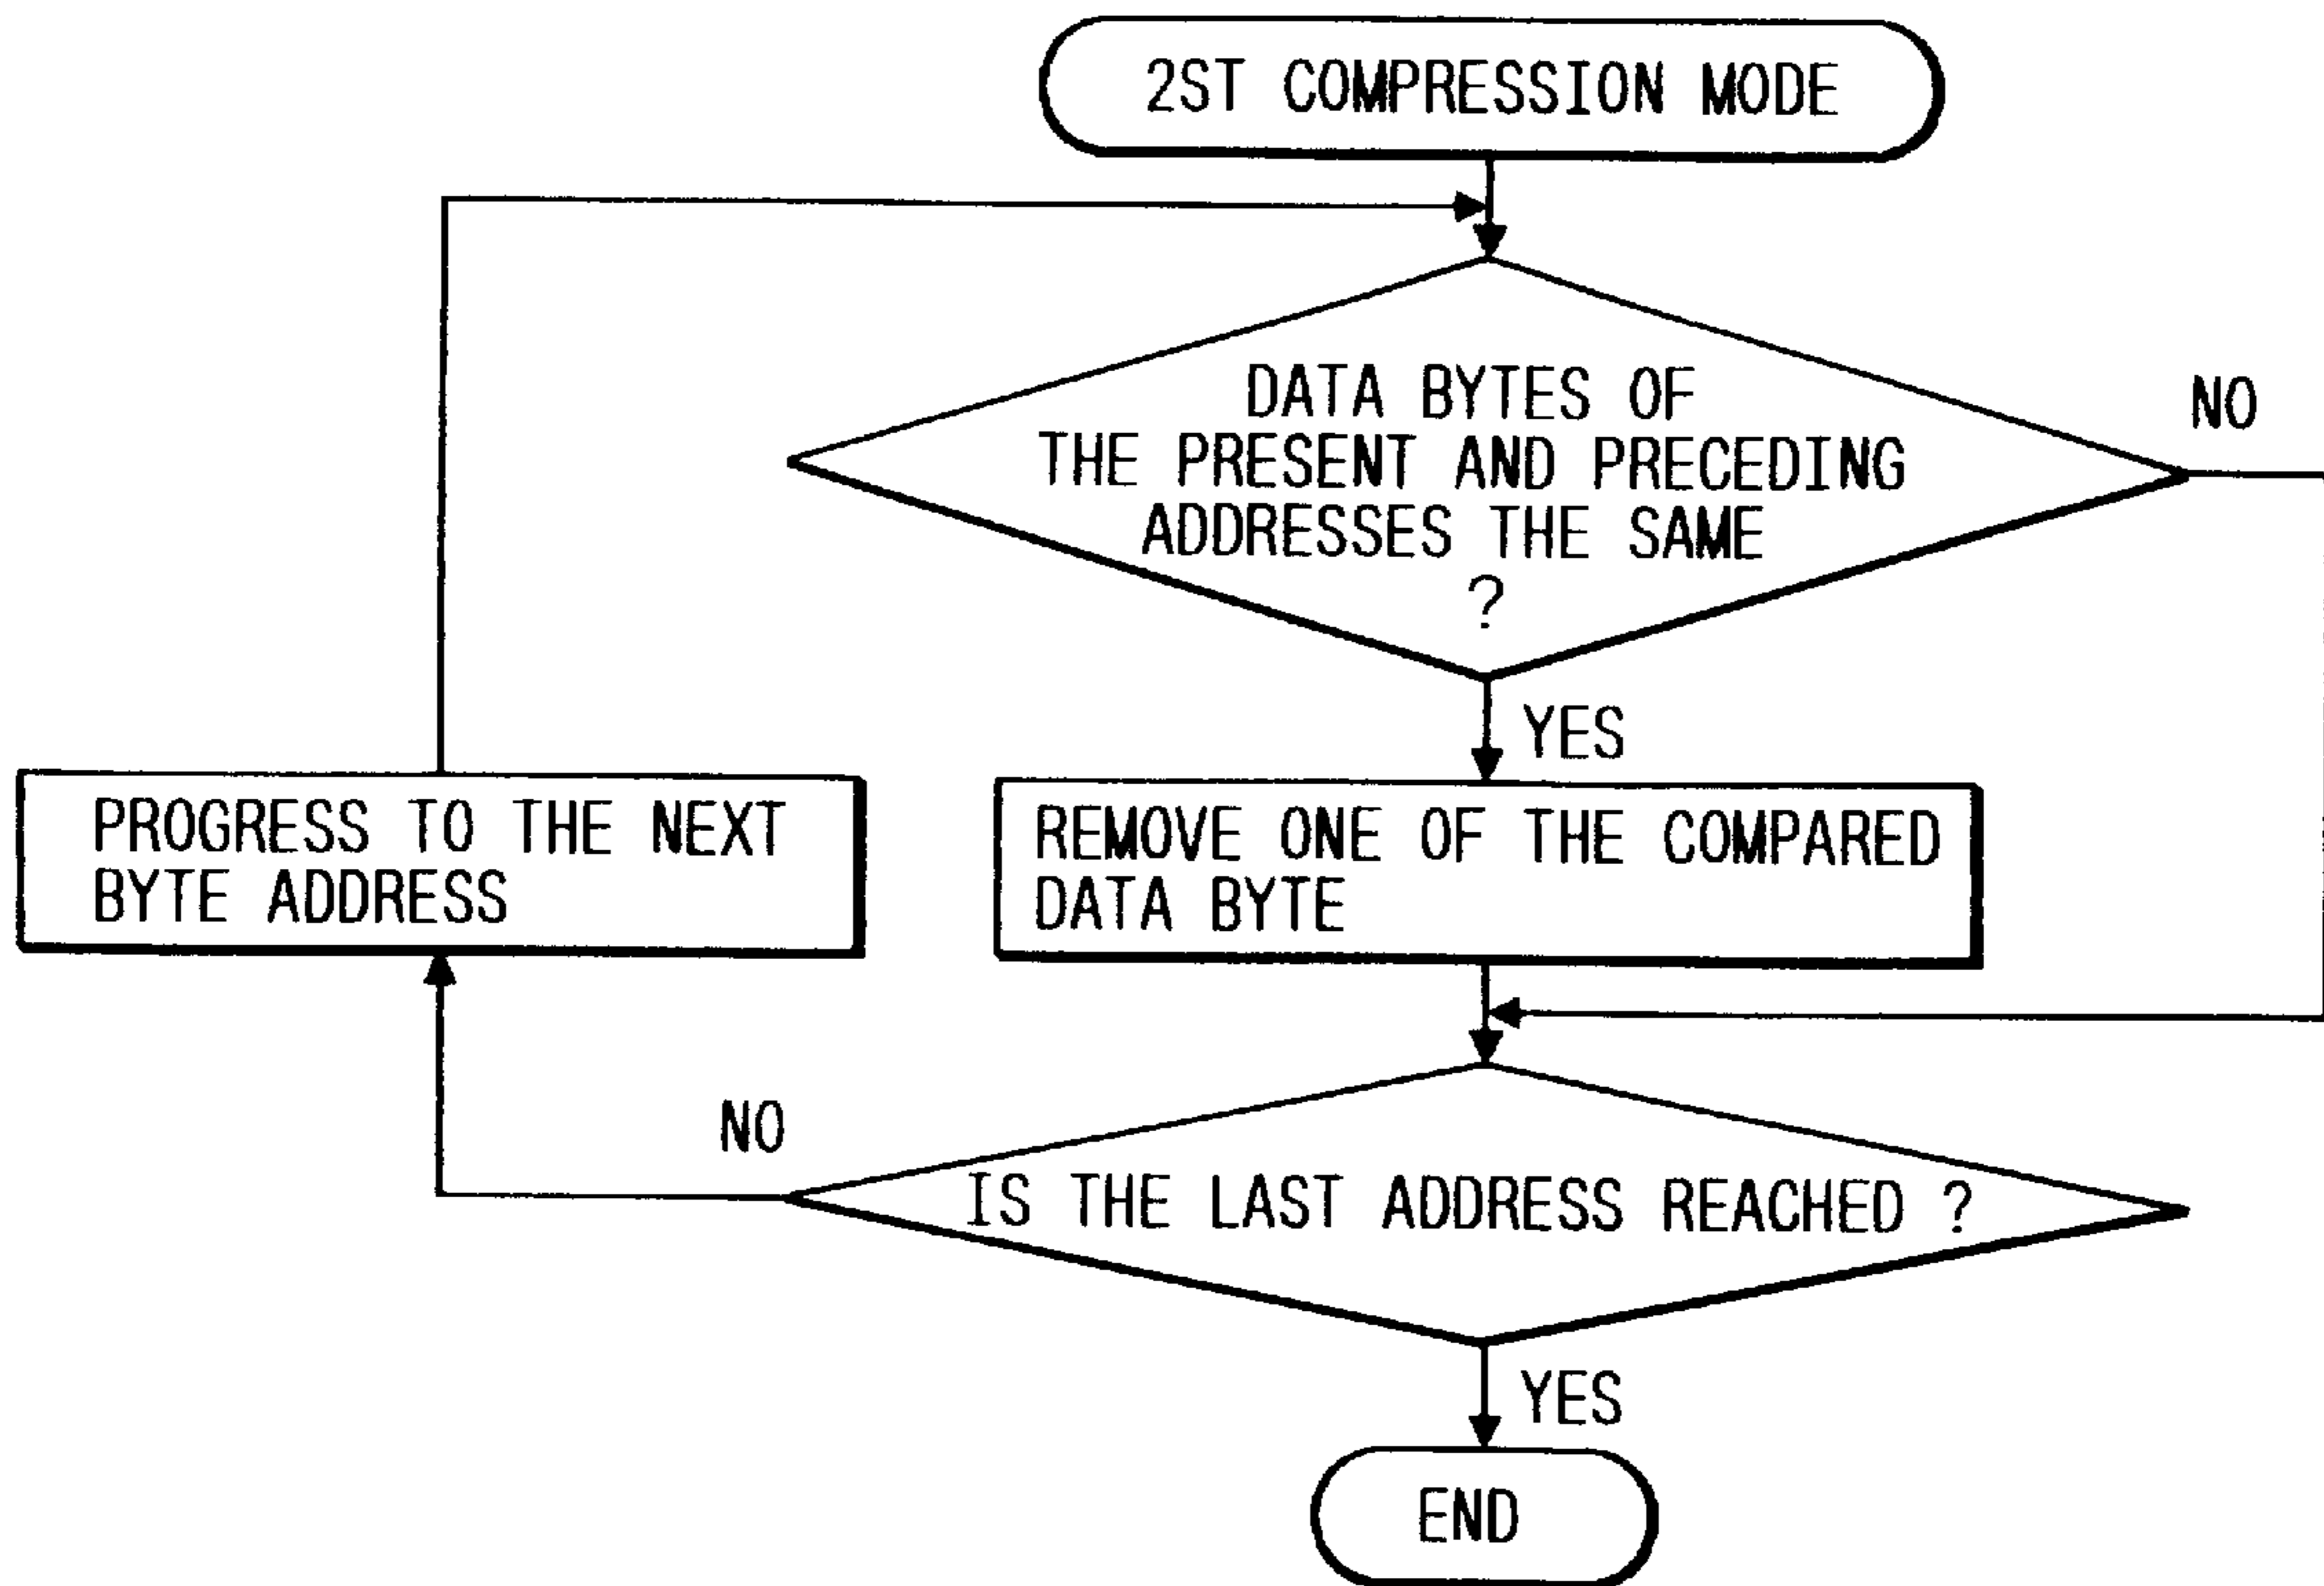 2ST COMPRESSION MODE
DATA BYTES OF
THE PRESENT AND PRECEDING
ADDRESSES THE SAME
?
NO
YES
PROGRESS TO THE NEXT
BYTE ADDRESS
REMOVE ONE OF THE COMPARED
DATA BYTE
NO
IS THE LAST ADDRESS REACHED ?
YES
END